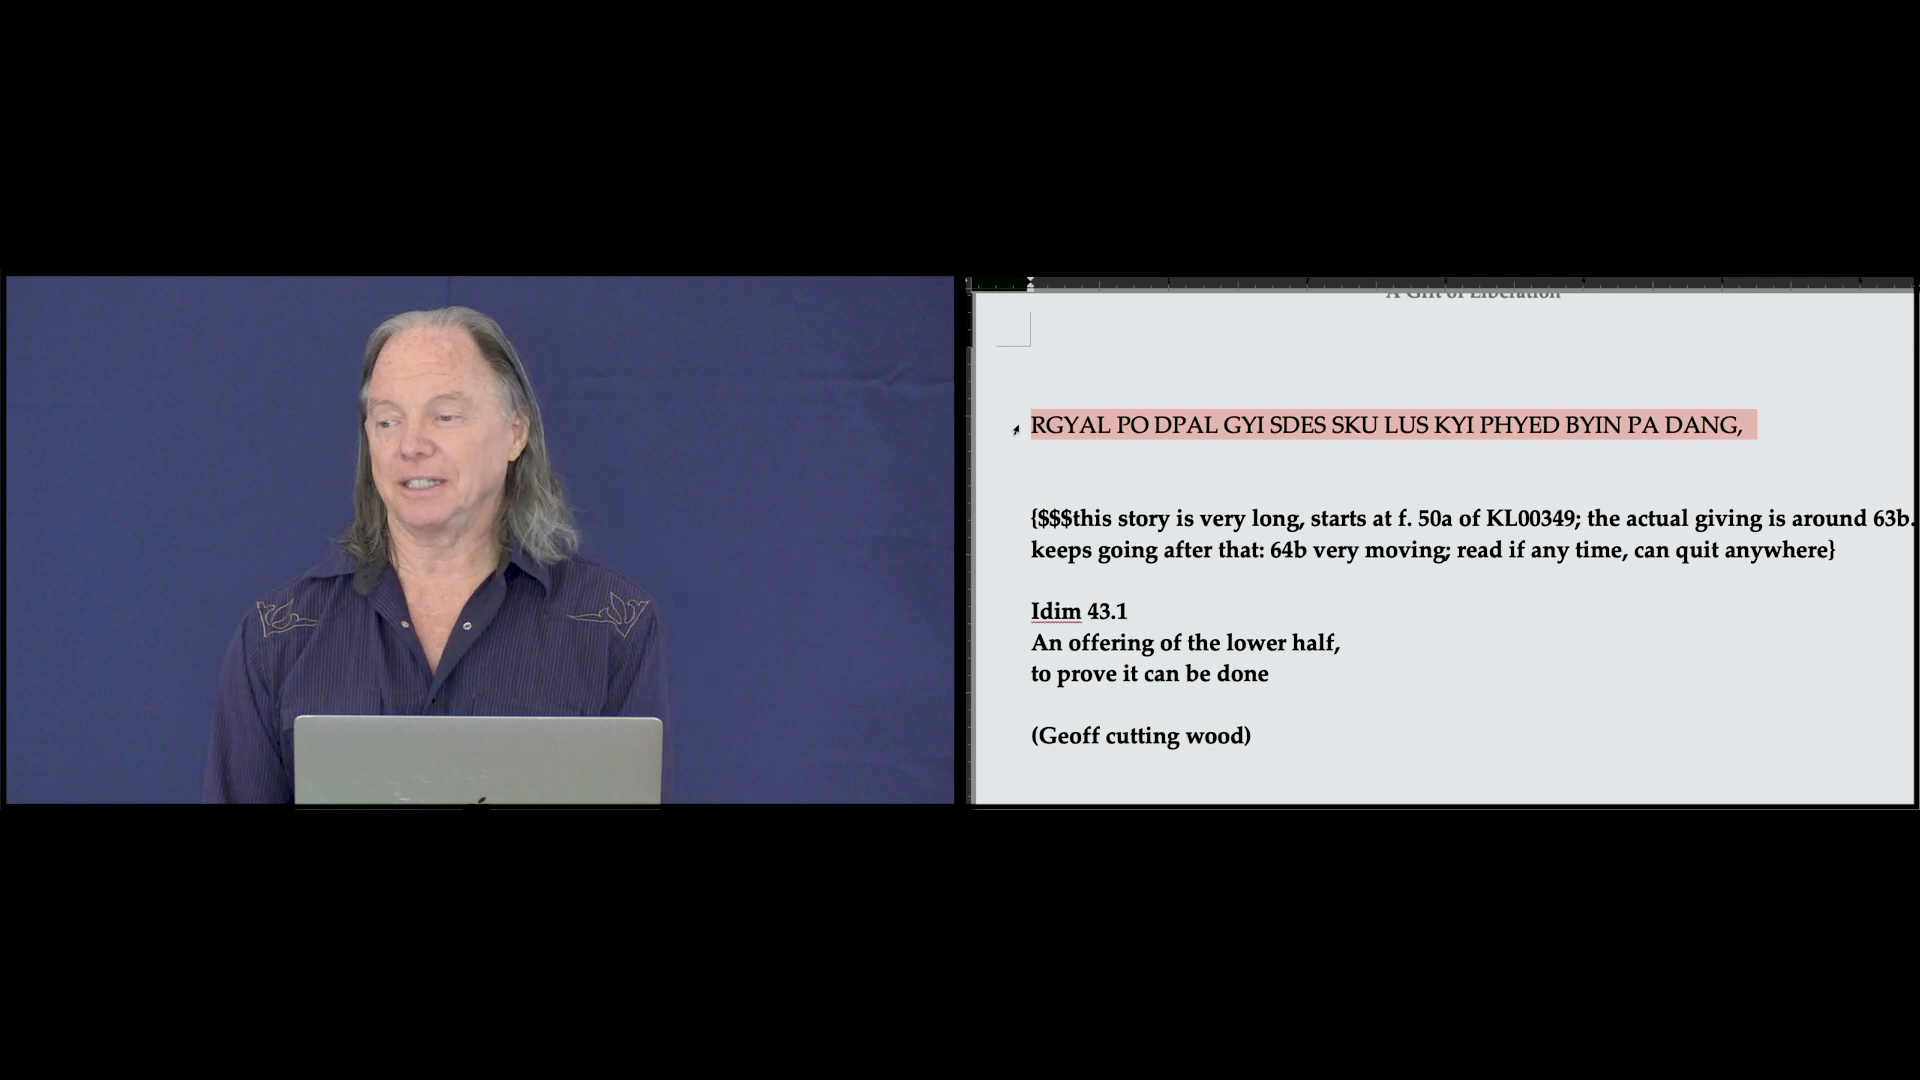 A Gift of Liberation
RGYAL PO DPAL GYI SDES SKU LUS KYI PHYED BYIN PA DANG,
{$$$this story is very long, starts at f. 50a of KL00349; the actual giving is around 63b.
keeps going after that: 64b very moving; read if any time, can quit anywhere}
Idim 43.1
An offering of the lower half,
to prove it can be done
(Geoff cutting wood)